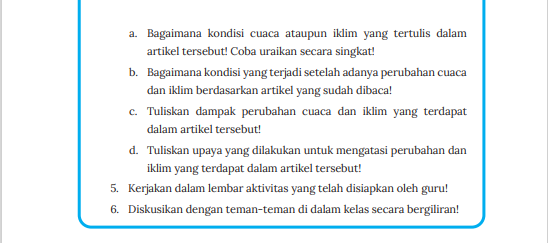 a. Bagaimana kondisi cuaca ataupun iklim yang tertulis dalam
artikel tersebut! Coba uraikan secara singkat!
b. Bagaimana kondisi yang terjadi setelah adanya perubahan cuaca
dan iklim berdasarkan artikel yang sudah dibaca!
c. Tuliskan dampak perubahan cuaca dan iklim yang terdapat
dalam artikel tersebut!
d. Tuliskan upaya yang dilakukan untuk mengatasi perubahan dan
iklim yang terdapat dalam artikel tersebut!
5. Kerjakan dalam lembar aktivitas yang telah disiapkan oleh guru!
6. Diskusikan dengan teman-teman di dalam kelas secara bergiliran!